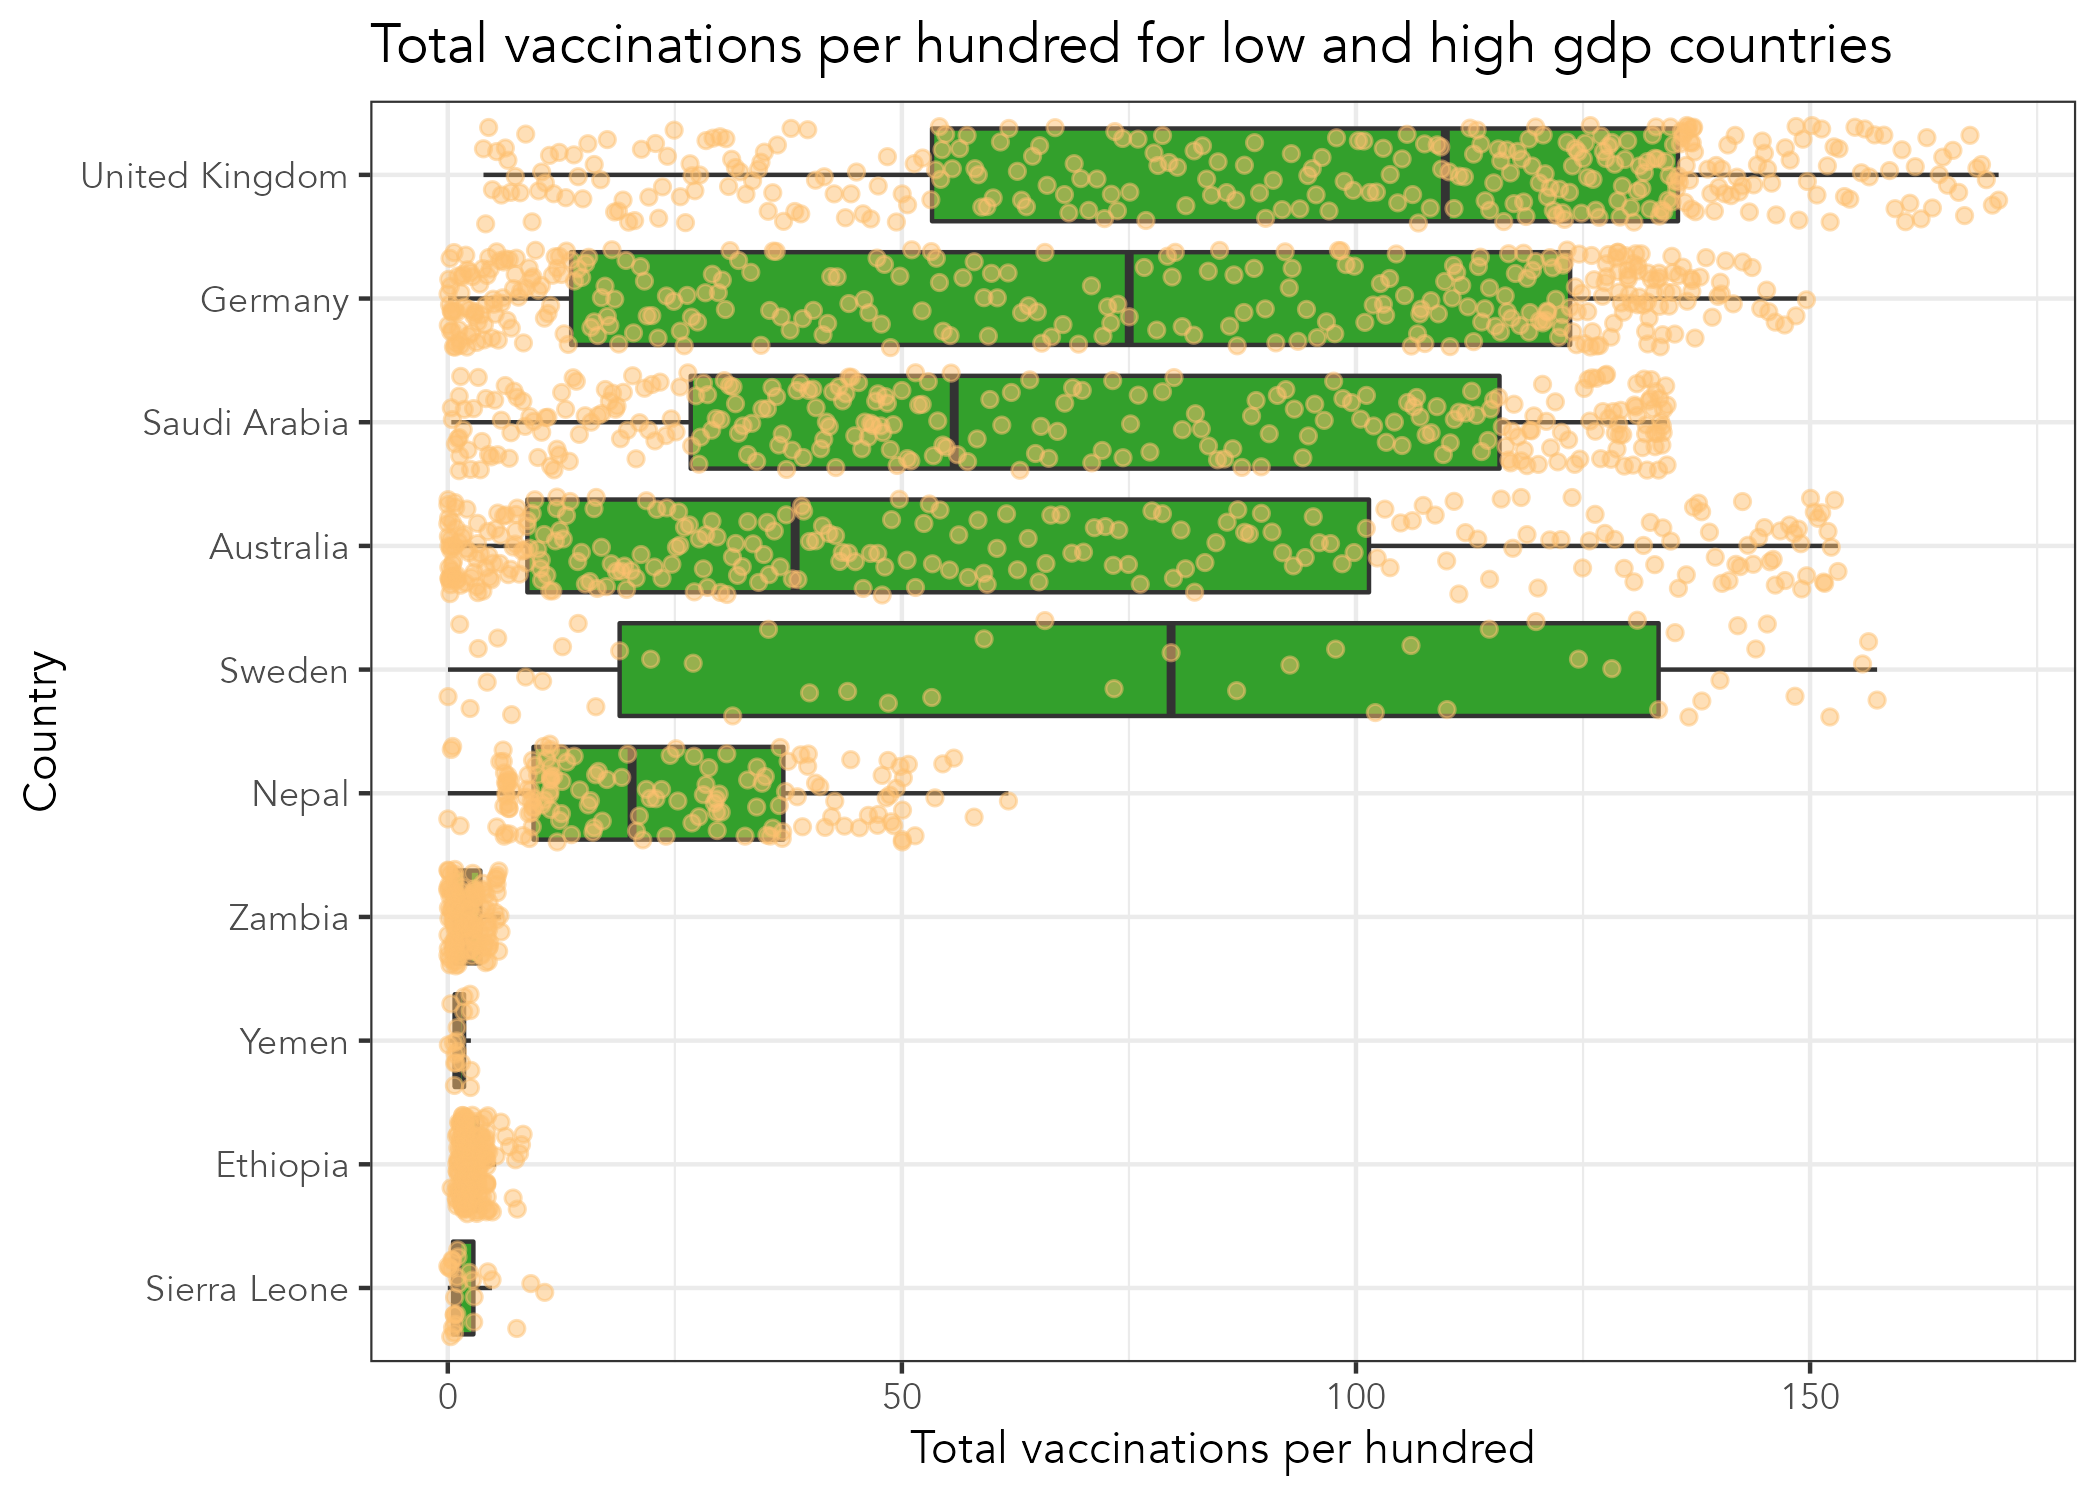 Total vaccinations per hundred for low and high gdp countries
United Kingdom
Germany
Saudi Arabia
Australia
Sweden
Nepal
Zambia
Yemen
Ethiopia
Sierra Leone
Country
0 50 100 150
Total vaccinations per hundred